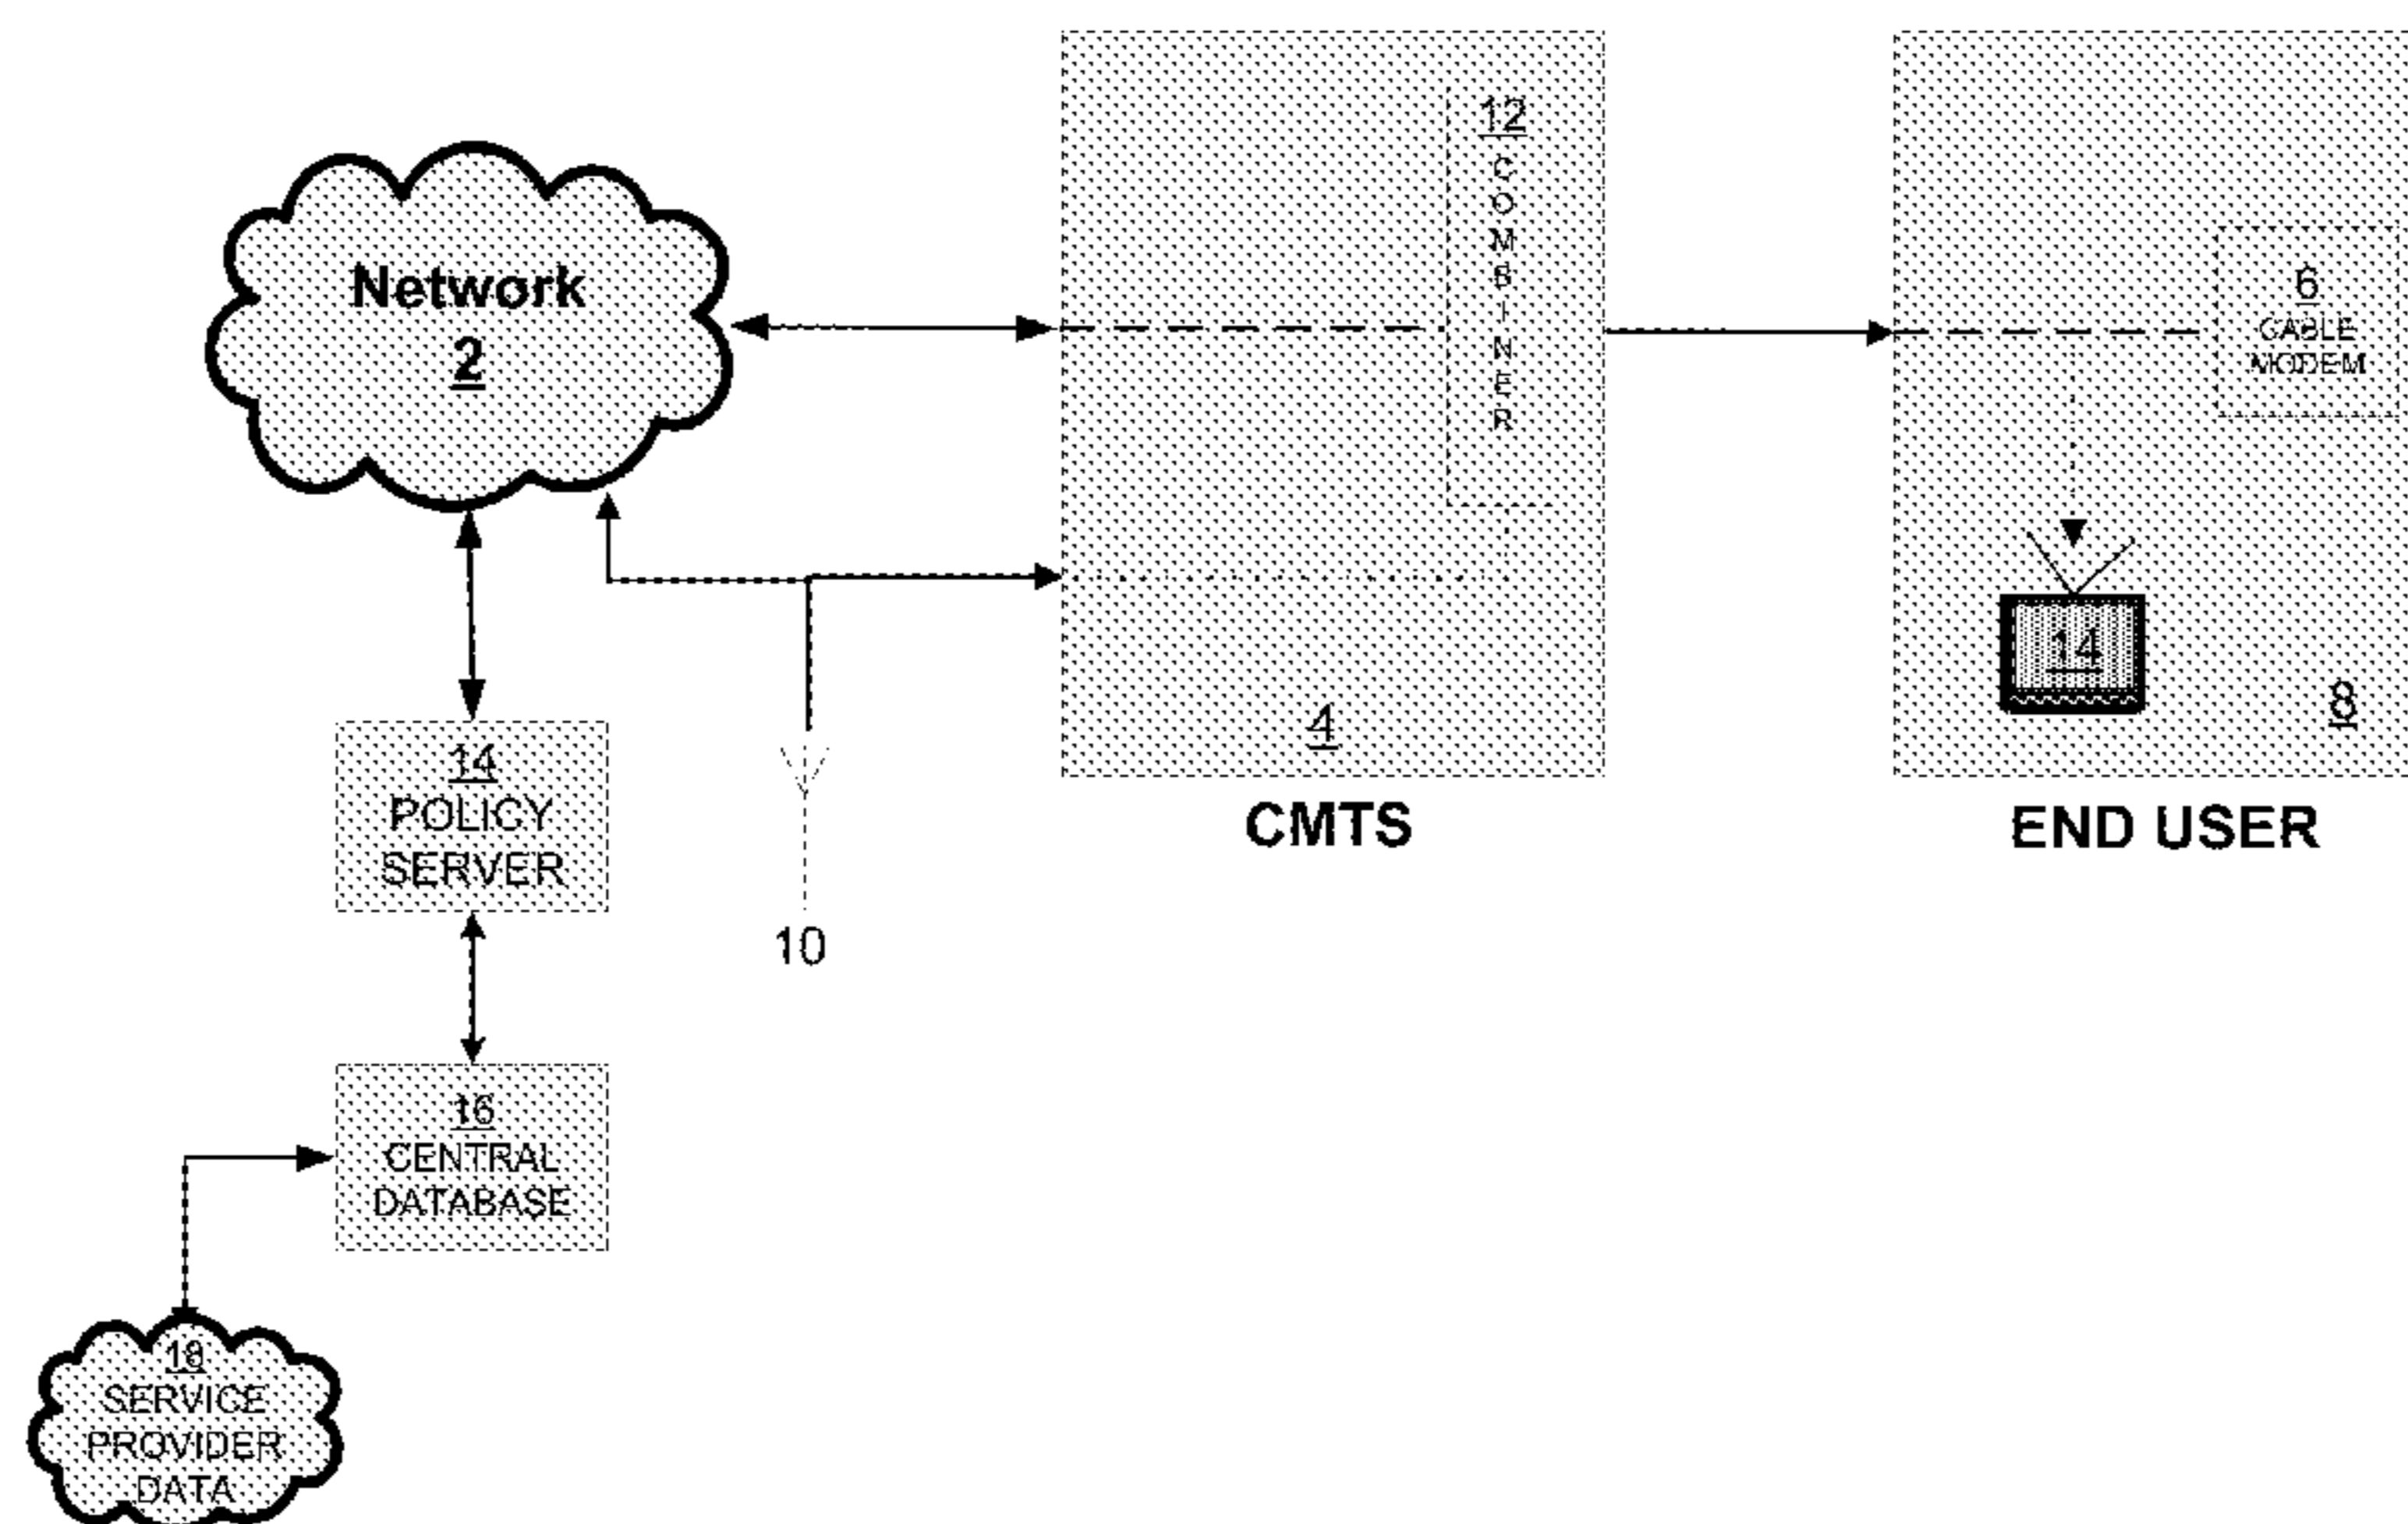 Network
2
12
COMBINER
6
CABLE
MODEM
14
8
4
CMTS
END USER
14
POLICY
SERVER
10
16
CENTRAL
DATABASE
18
SERVICE
PROVIDER
DATA